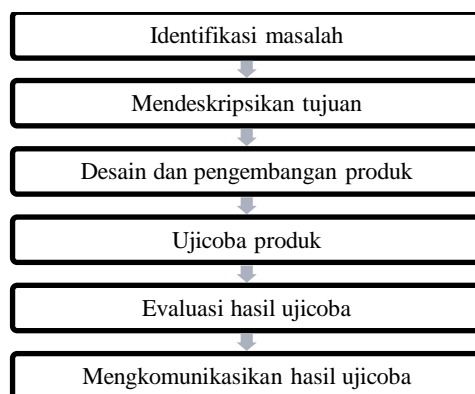 Identifikasi masalah
Mendeskripsikan tujuan
Desain dan pengembangan produk
Ujicoba produk
Evaluasi hasil ujicoba
Mengkomunikasikan hasil ujicoba